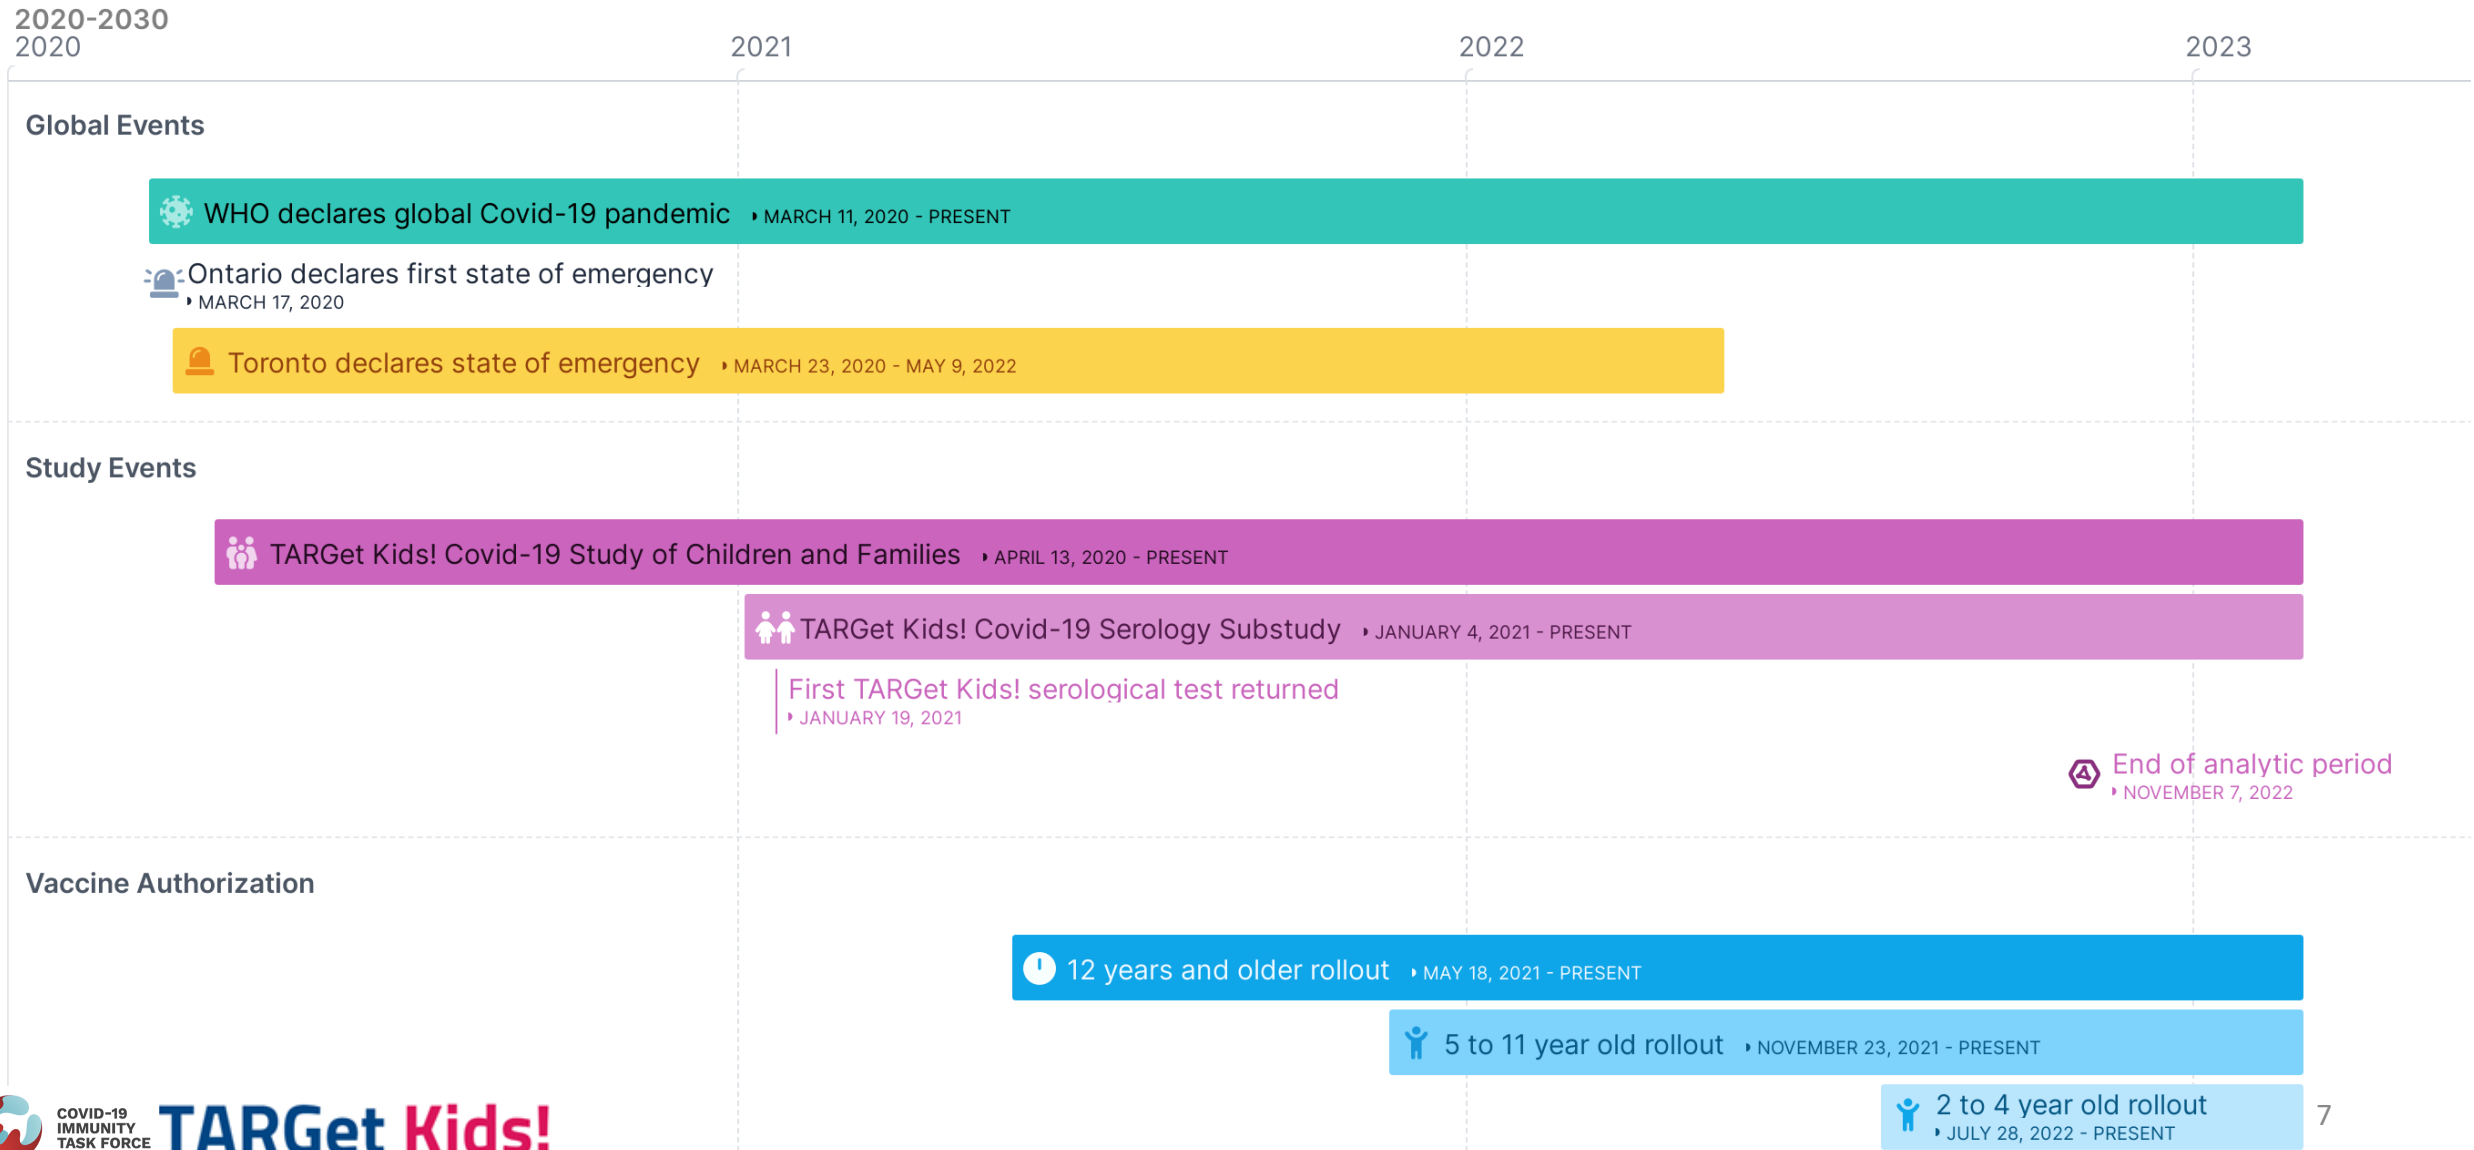 2020-2030
2020 2021 2022 2023
Global Events
WHO declares global Covid-19 pandemic MARCH 11, 2020 - PRESENT
Ontario declares first state of emergency
MARCH 17, 2020
Toronto declares state of emergency MARCH 23, 2020 - MAY 9, 2022
Study Events
TARGet Kids! Covid-19 Study of Children and Families APRIL 13, 2020 - PRESENT
TARGet Kids! Covid-19 Serology Substudy JANUARY 4, 2021 - PRESENT
First TARGet Kids! serological test returned
JANUARY 19, 2021
End of analytic period
NOVEMBER 7, 2022
Vaccine Authorization
12 years and older rollout MAY 18, 2021 - PRESENT
5 to 11 year old rollout NOVEMBER 23, 2021 - PRESENT
2 to 4 year old rollout
JULY 28, 2022 - PRESENT
7
COVID-19
IMMUNITY
TASK FORCE
TARGet Kids!